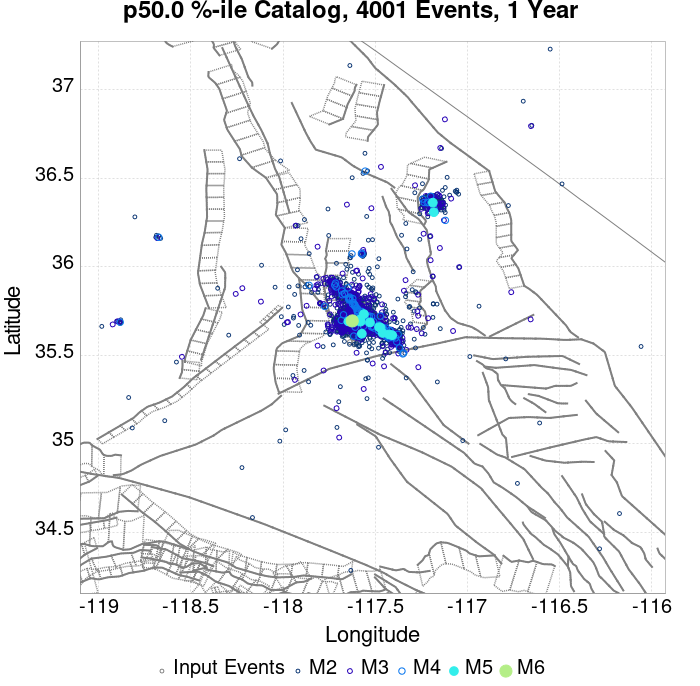 p50.0 %-ile Catalog, 4001 Events, 1 Year
37
36.5
36
35.5
35
34.5
Latitude
-119 -118.5 -118 -117.5 -117 -116.5 -116
Longitude
Input Events M2 M3 M4 M5 M6